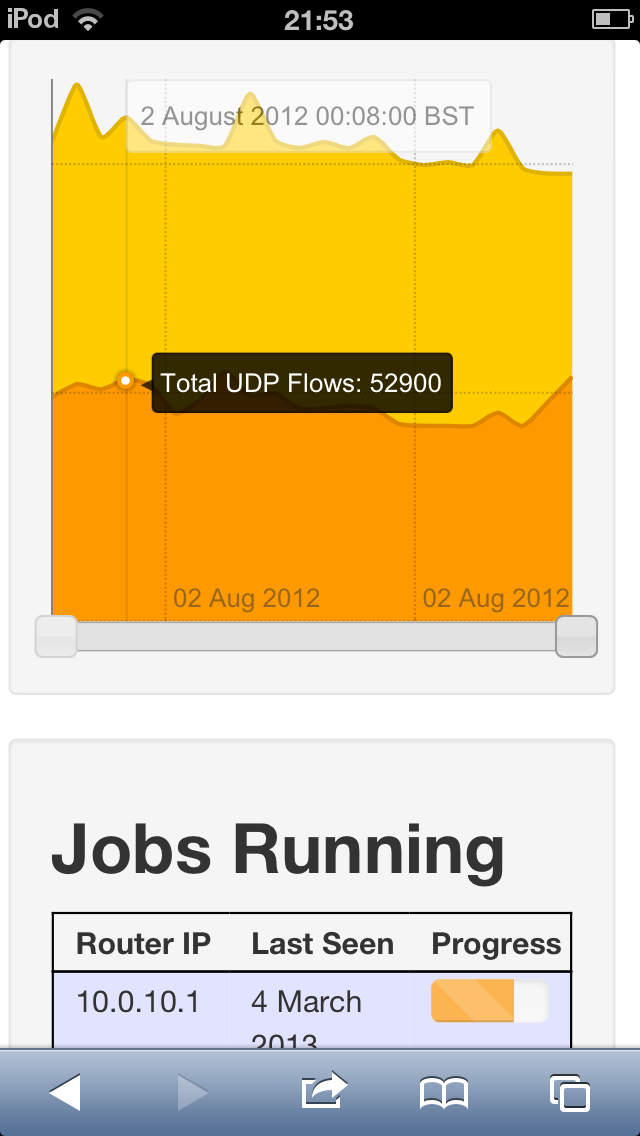 iPod 21:53
2 August 2012 00:08:00 BST
Total UDP Flows: 52900
02 Aug 2012 02 Aug 2012
Jobs Running
Router IP Last Seen Progress
10.0.10.1 4 March
2013